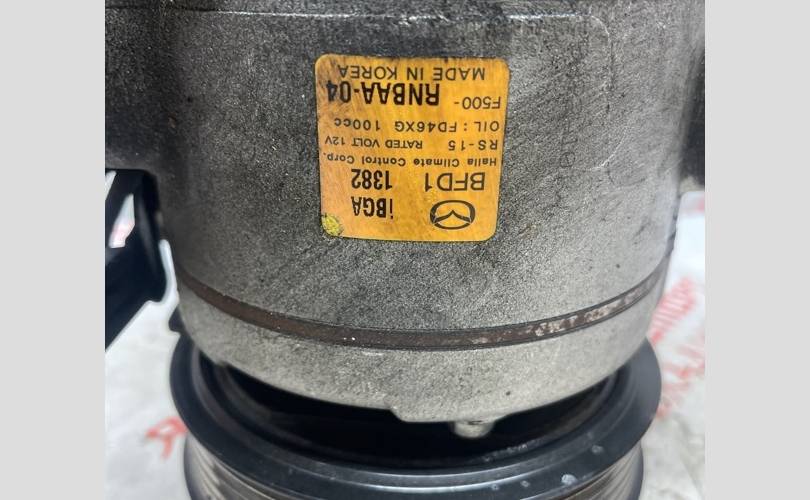 iBGA
BFD1 1382
Halla Climate Control Corp.
RS-15 RATED VOLT 12V
OIL : FD46XG 100cc
F500- RNBAA-04
MADE IN KOREA